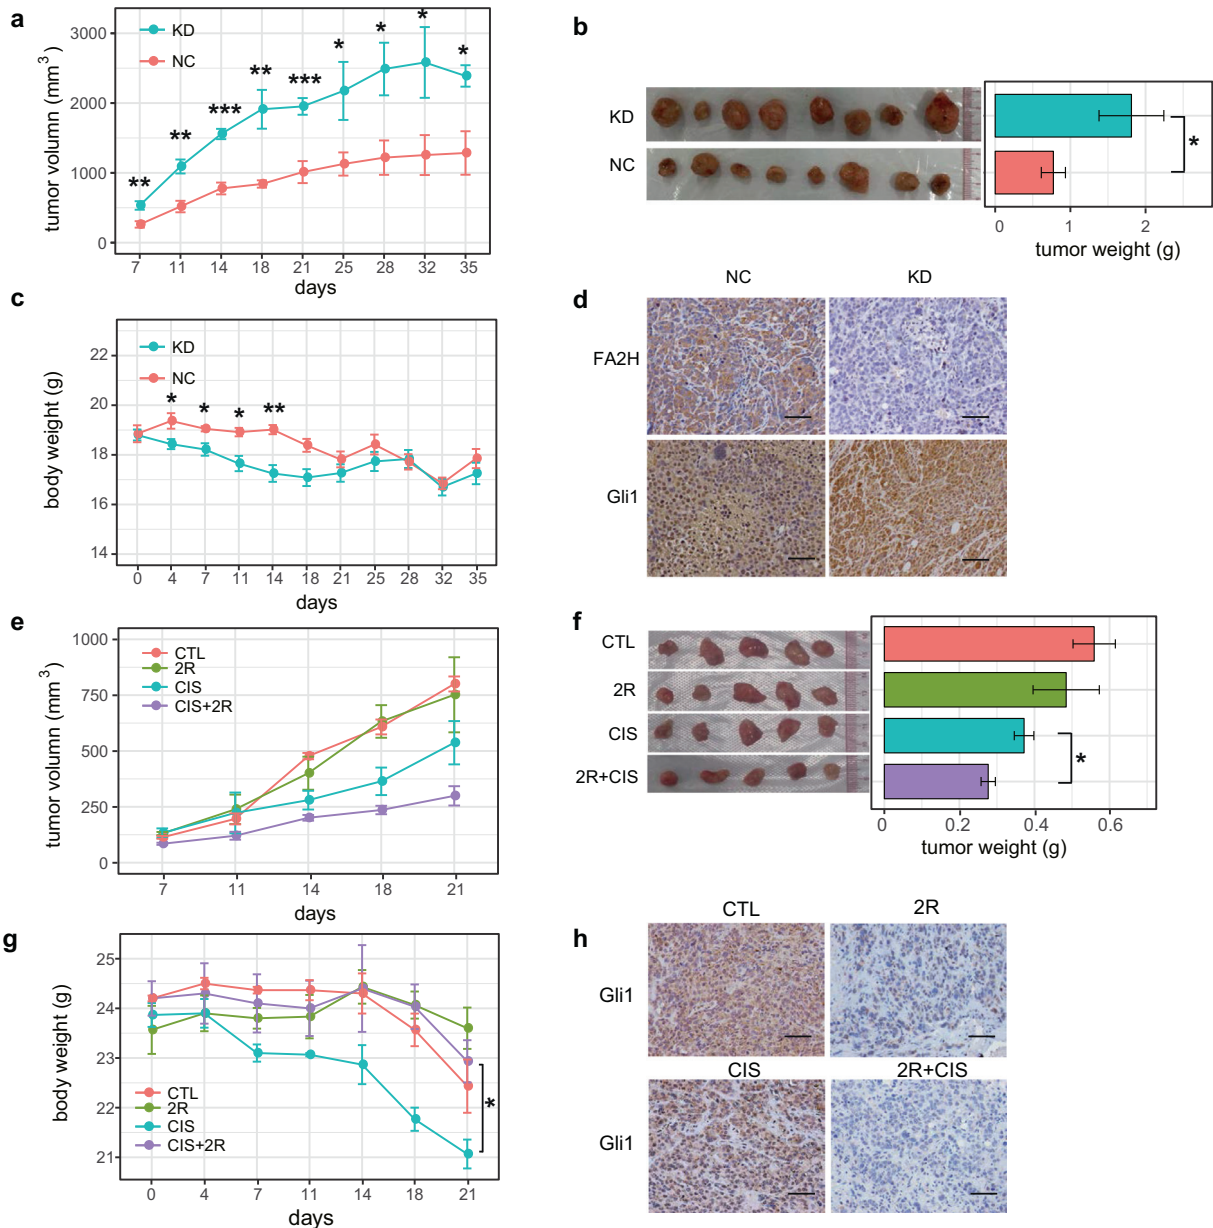 a
KD
NC
tumor volumn (mm³)
3000
2000
1000
0
** ** *** ** *** * * * *
7 11 14 18 21 25 28 32 35
days
b
KD
NC
*
0 1 2
tumor weight (g)
c
KD
NC
body weight (g)
22
20
18
16
14
* * * **
0 4 7 11 14 18 21 25 28 32 35
days
d
NC KD
FA2H
Gli1
e
CTL
2R
CIS
CIS+2R
tumor volumn (mm³)
1000
750
500
250
0
7 11 14 18 21
days
f
CTL
2R
CIS
2R+CIS
*
0 0.2 0.4 0.6
tumor weight (g)
g
body weight (g)
25
24
23
22
21
CTL
2R
CIS
CIS+2R
*
0 4 7 11 14 18 21
days
h
CTL 2R
Gli1
CIS 2R+CIS
Gli1